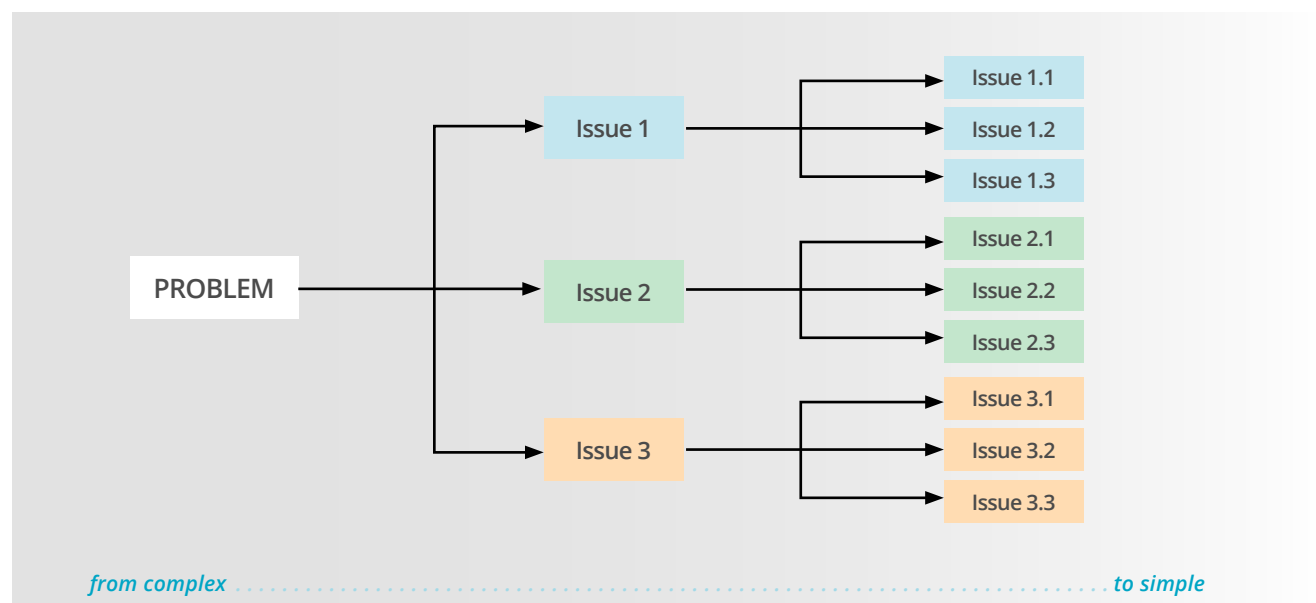 PROBLEM
Issue 1
Issue 2
Issue 3
Issue 1.1
Issue 1.2
Issue 1.3
Issue 2.1
Issue 2.2
Issue 2.3
Issue 3.1
Issue 3.2
Issue 3.3
from complex to simple